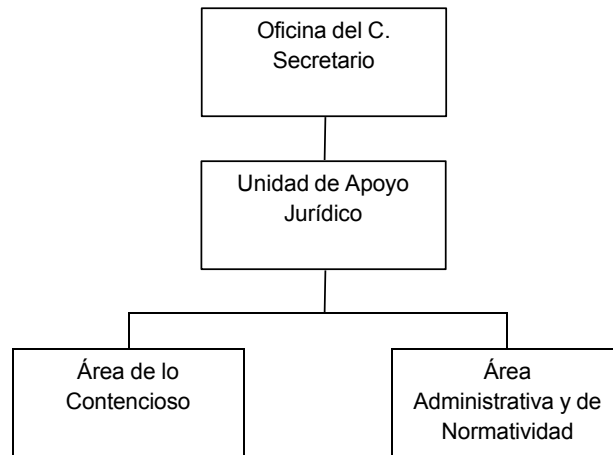 Oficina del C.
Secretario
Unidad de Apoyo
Jurídico
Área de lo
Contencioso
Área
Administrativa y de
Normatividad